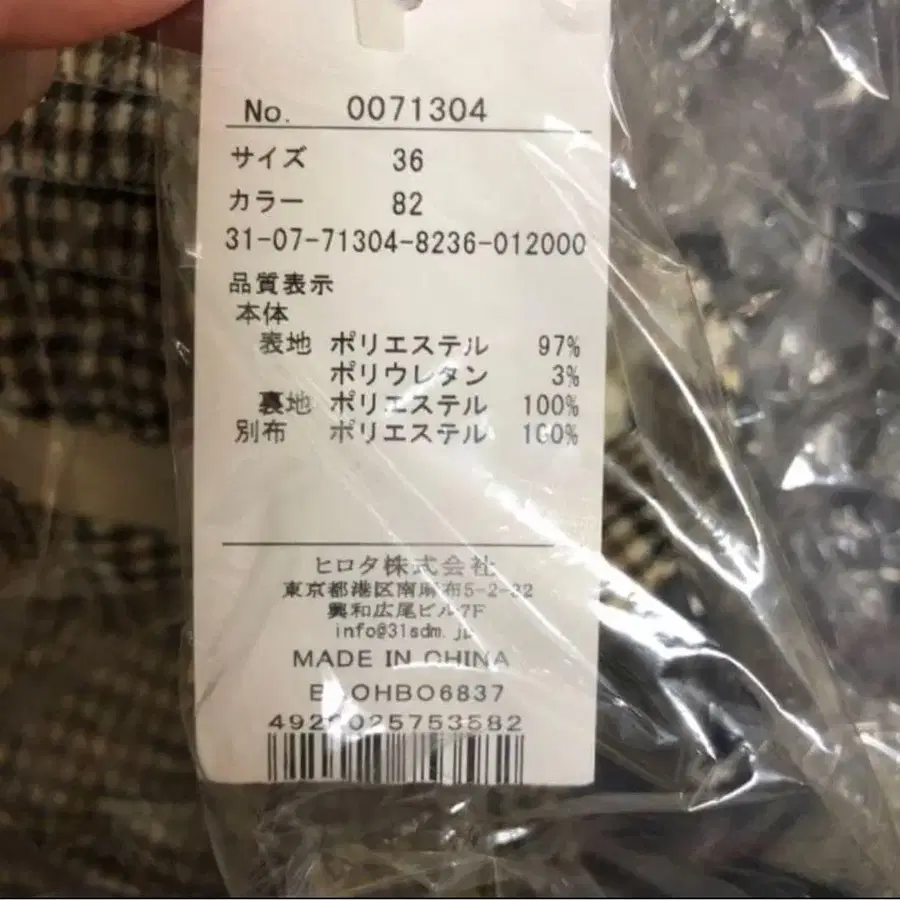 No. 0071304
サイズ 36
カラー 82
31-07-71304-8236-012000
品質表示
本体
表地 ポリエステル 97%
ポリウレタン 3%
裏地 ポリエステル 100%
別布 ポリエステル 100%
ヒロタ株式会社
東京都港区南麻布5-2-32
興和広尾ビル7F
info@31sdm.jp
MADE IN CHINA